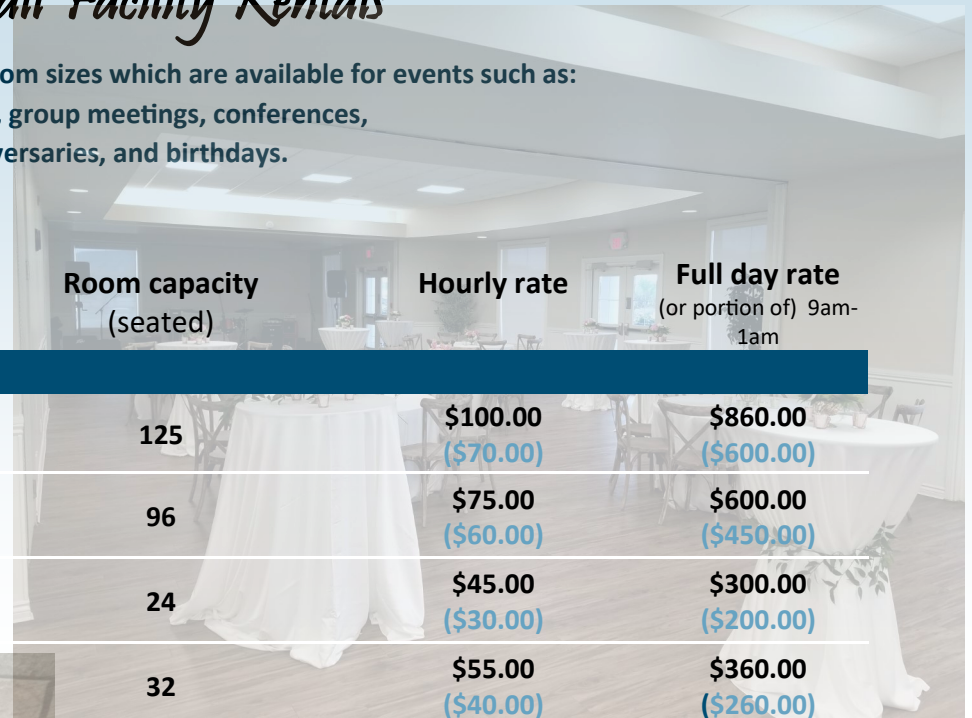 Facility Rentals
om sizes which are available for events such as:
, group meetings, conferences,
versaries, and birthdays.
Room capacity
(seated)
Hourly rate
Full day rate
(or portion of) 9am-
1am
125
$100.00
($70.00)
$860.00
($600.00)
96
$75.00
($60.00)
$600.00
($450.00)
24
$45.00
($30.00)
$300.00
($200.00)
32
$55.00
($40.00)
$360.00
($260.00)